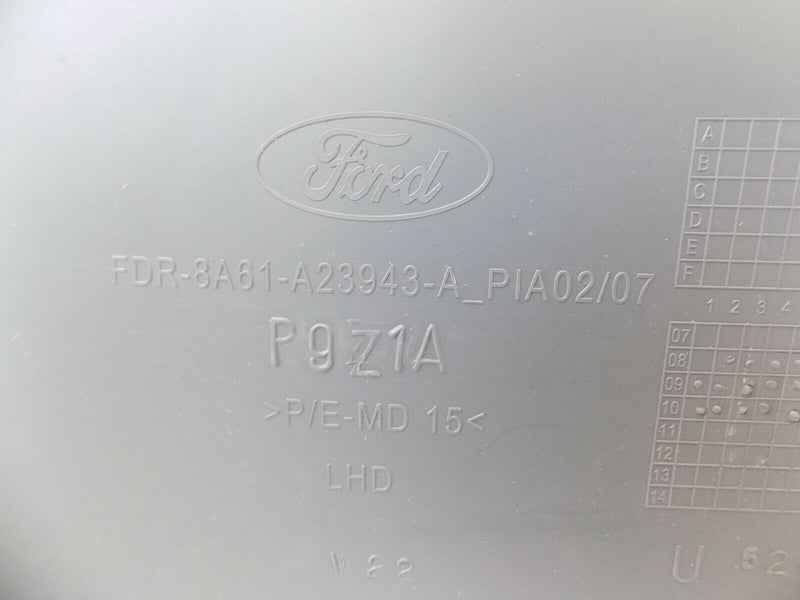 Ford
FDR-8A61-A23943-A_PIA02/07
P9Z1A
>P/E-MD 15<
LHD
A
B
C
D
E
F
1 2 3 4
07
08
09
10
11
12
13
14
U